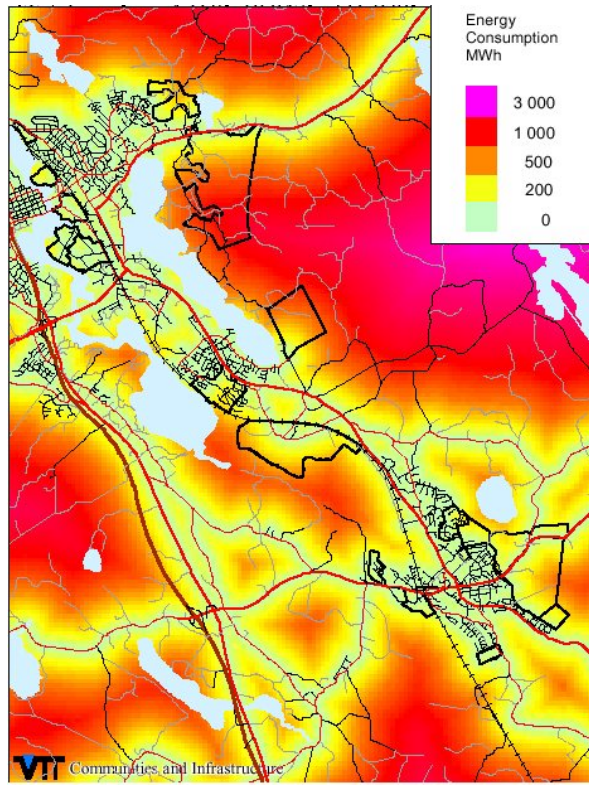 Energy
Consumption
MWh
3 000
1 000
500
200
0
VTT Communities and Infrastructure